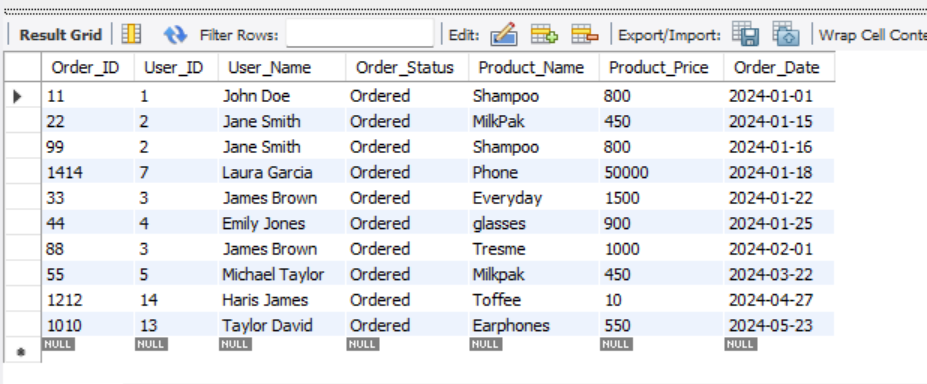 Result Grid Filter Rows: Edit: Export/Import: Wrap Cell Conte
Order_ID User_ID User_Name Order_Status Product_Name Product_Price Order_Date
11 1 John Doe Ordered Shampoo 800 2024-01-01
22 2 Jane Smith Ordered MilkPak 450 2024-01-15
99 2 Jane Smith Ordered Shampoo 800 2024-01-16
1414 7 Laura Garcia Ordered Phone 50000 2024-01-18
33 3 James Brown Ordered Everyday 1500 2024-01-22
44 4 Emily Jones Ordered glasses 900 2024-01-25
88 3 James Brown Ordered Tresme 1000 2024-02-01
55 5 Michael Taylor Ordered Milkpak 450 2024-03-22
1212 14 Haris James Ordered Toffee 10 2024-04-27
1010 13 Taylor David Ordered Earphones 550 2024-05-23
NULL NULL NULL NULL NULL NULL NULL